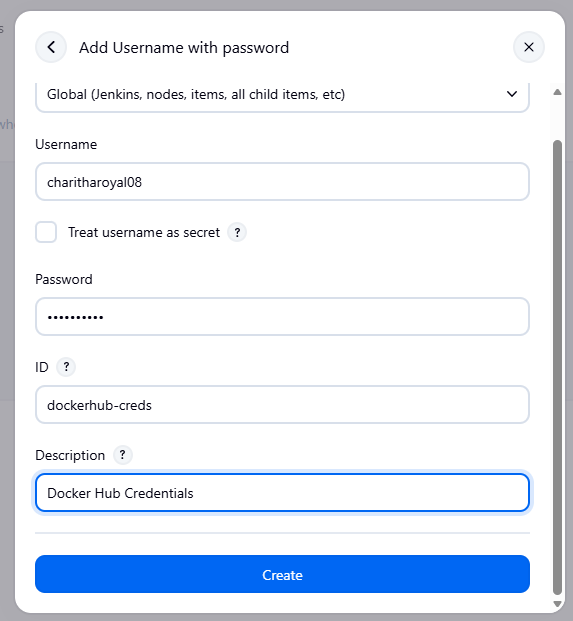 s
Add Username with password
Global (Jenkins, nodes, items, all child items, etc)
whe
Username
charitharoyal08
Treat username as secret ?
Password
••••••••••
ID ?
dockerhub-creds
Description ?
Docker Hub Credentials
Create